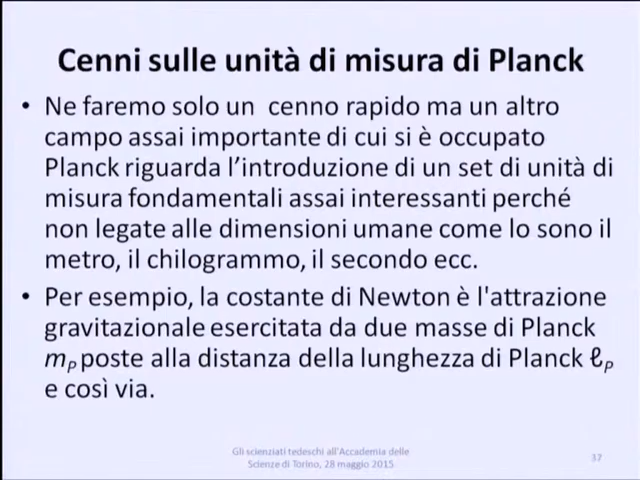 Cenni sulle unità di misura di Planck
• Ne faremo solo un cenno rapido ma un altro
campo assai importante di cui si è occupato
Planck riguarda l'introduzione di un set di unità di
misura fondamentali assai interessanti perché
non legate alle dimensioni umane come lo sono il
metro, il chilogrammo, il secondo ecc.
• Per esempio, la costante di Newton è l'attrazione
gravitazionale esercitata da due masse di Planck
mP poste alla distanza della lunghezza di Planck ℓP
e così via.
Gli scienziati tedeschi all'Accademia delle
Scienze di Torino, 28 maggio 2015
37